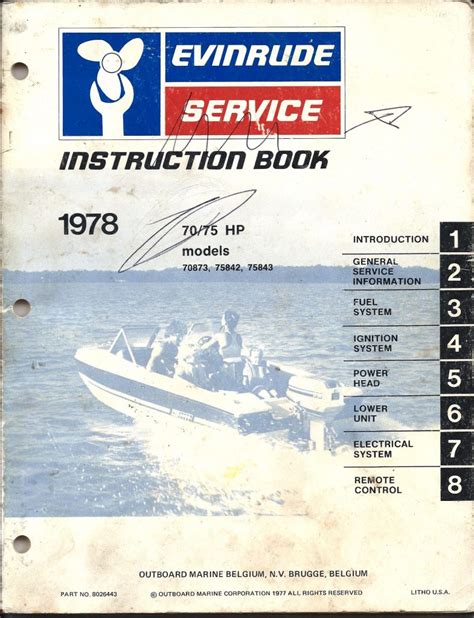 EVINRUDE
SERVICE
INSTRUCTION BOOK
1978
70/75 HP
models
70873, 75842, 75843
INTRODUCTION 1
GENERAL
SERVICE
INFORMATION 2
FUEL
SYSTEM 3
IGNITION
SYSTEM 4
POWER
HEAD 5
LOWER
UNIT 6
ELECTRICAL
SYSTEM 7
REMOTE
CONTROL 8
OUTBOARD MARINE BELGIUM, N.V. BRUGGE, BELGIUM
PART NO. 8026443
© OUTBOARD MARINE CORPORATION 1977 ALL RIGHTS RESERVED
LITHO U.S.A.